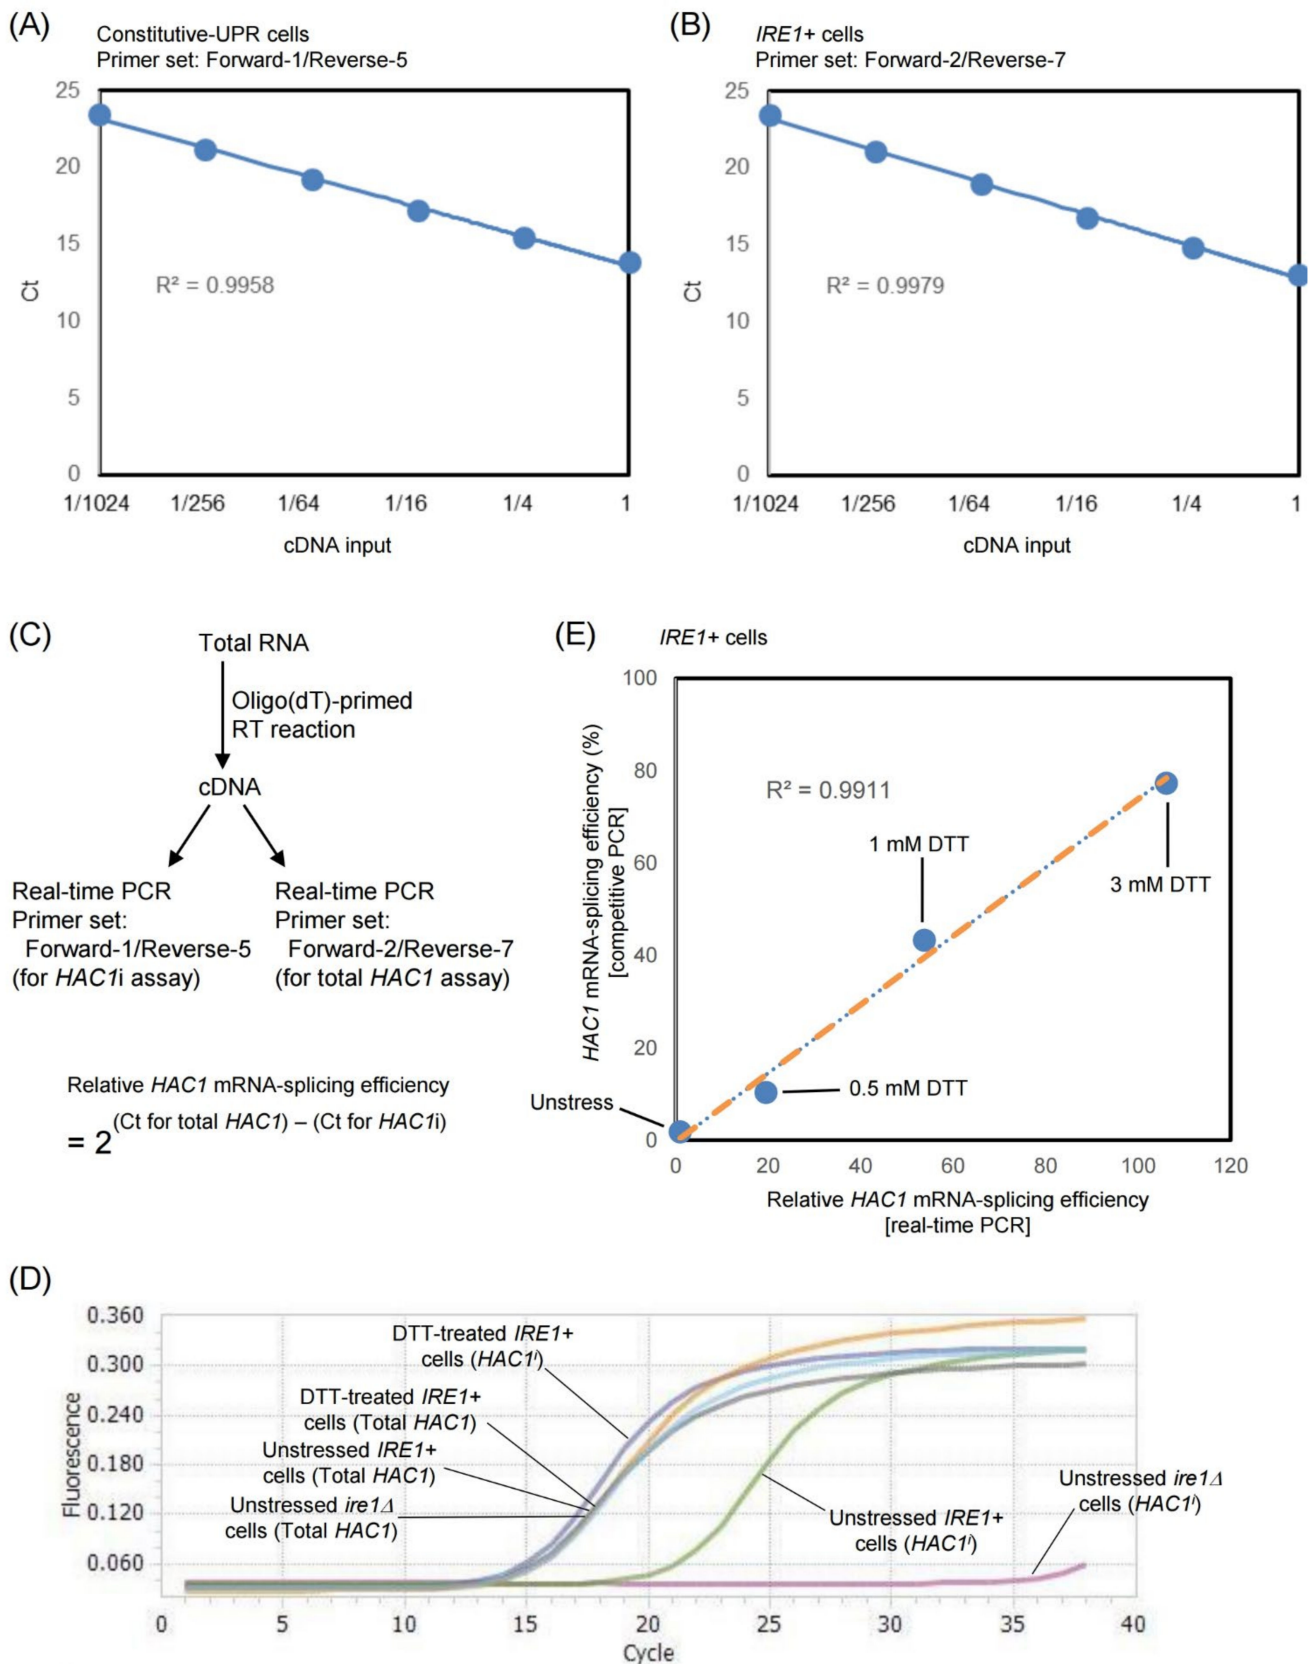 (A)
Constitutive-UPR cells
Primer set: Forward-1/Reverse-5
25
20
15
10
5
0
Ct
R² = 0.9958
1/1024 1/256 1/64 1/16 1/4 1
cDNA input
(B)
IRE1+ cells
Primer set: Forward-2/Reverse-7
25
20
15
10
5
0
Ct
R² = 0.9979
1/1024 1/256 1/64 1/16 1/4 1
cDNA input
(C)
Total RNA
Oligo(dT)-primed
RT reaction
cDNA
Real-time PCR
Primer set:
Forward-1/Reverse-5
(for HAC1i assay)
Real-time PCR
Primer set:
Forward-2/Reverse-7
(for total HAC1 assay)
Relative HAC1 mRNA-splicing efficiency
= 2 (Ct for total HAC1) – (Ct for HAC1i)
(E)
IRE1+ cells
100
80
60
40
20
0
HAC1 mRNA-splicing efficiency (%)
[competitive PCR]
R² = 0.9911
1 mM DTT
3 mM DTT
0.5 mM DTT
Unstress
0 20 40 60 80 100 120
Relative HAC1 mRNA-splicing efficiency
[real-time PCR]
(D)
0.360
0.300
0.240
0.180
0.120
0.060
Fluorescence
DTT-treated IRE1+
cells (HAC1ⁱ)
DTT-treated IRE1+
cells (Total HAC1)
Unstressed IRE1+
cells (Total HAC1)
Unstressed ire1Δ
cells (Total HAC1)
Unstressed IRE1+
cells (HAC1ⁱ)
Unstressed ire1Δ
cells (HAC1ⁱ)
0 5 10 15 20 25 30 35 40
Cycle